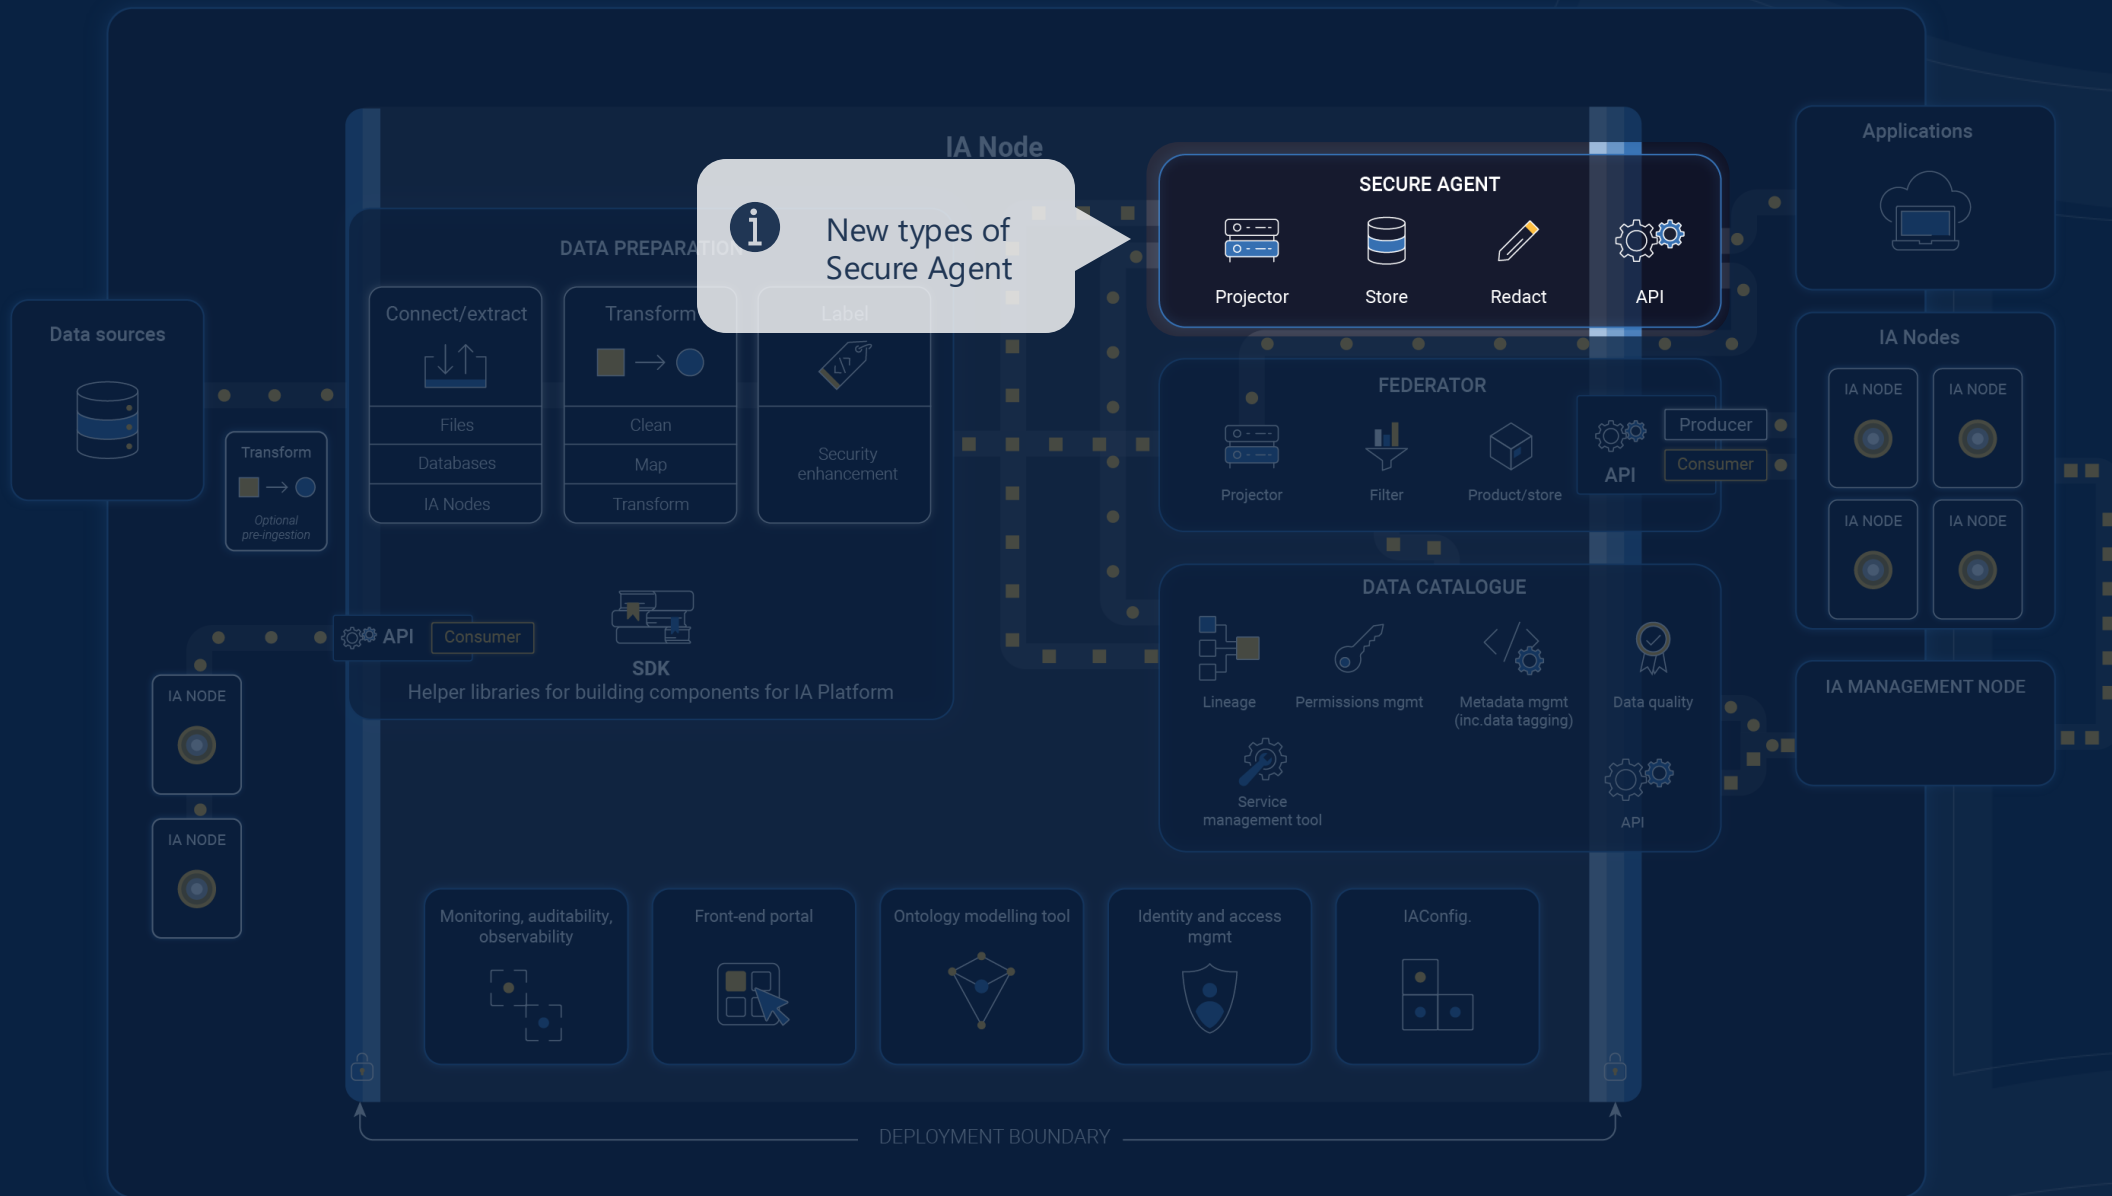 IA Node
New types of
Secure Agent
SECURE AGENT
Projector
Store
Redact
API
Applications
Data sources
DATA PREPARATION
Connect/extract
Files
Databases
IA Nodes
Transform
Clean
Map
Transform
Label
Security
enhancement
Transform
Optional
pre-ingestion
FEDERATOR
Projector
Filter
Product/store
API
Producer
Consumer
IA Nodes
IA NODE
IA NODE
IA NODE
IA NODE
API
Consumer
SDK
Helper libraries for building components for IA Platform
IA NODE
IA NODE
DATA CATALOGUE
Lineage
Permissions mgmt
Metadata mgmt
(inc.data tagging)
Data quality
Service
management tool
API
IA MANAGEMENT NODE
Monitoring, auditability,
observability
Front-end portal
Ontology modelling tool
Identity and access
mgmt
IAConfig.
DEPLOYMENT BOUNDARY